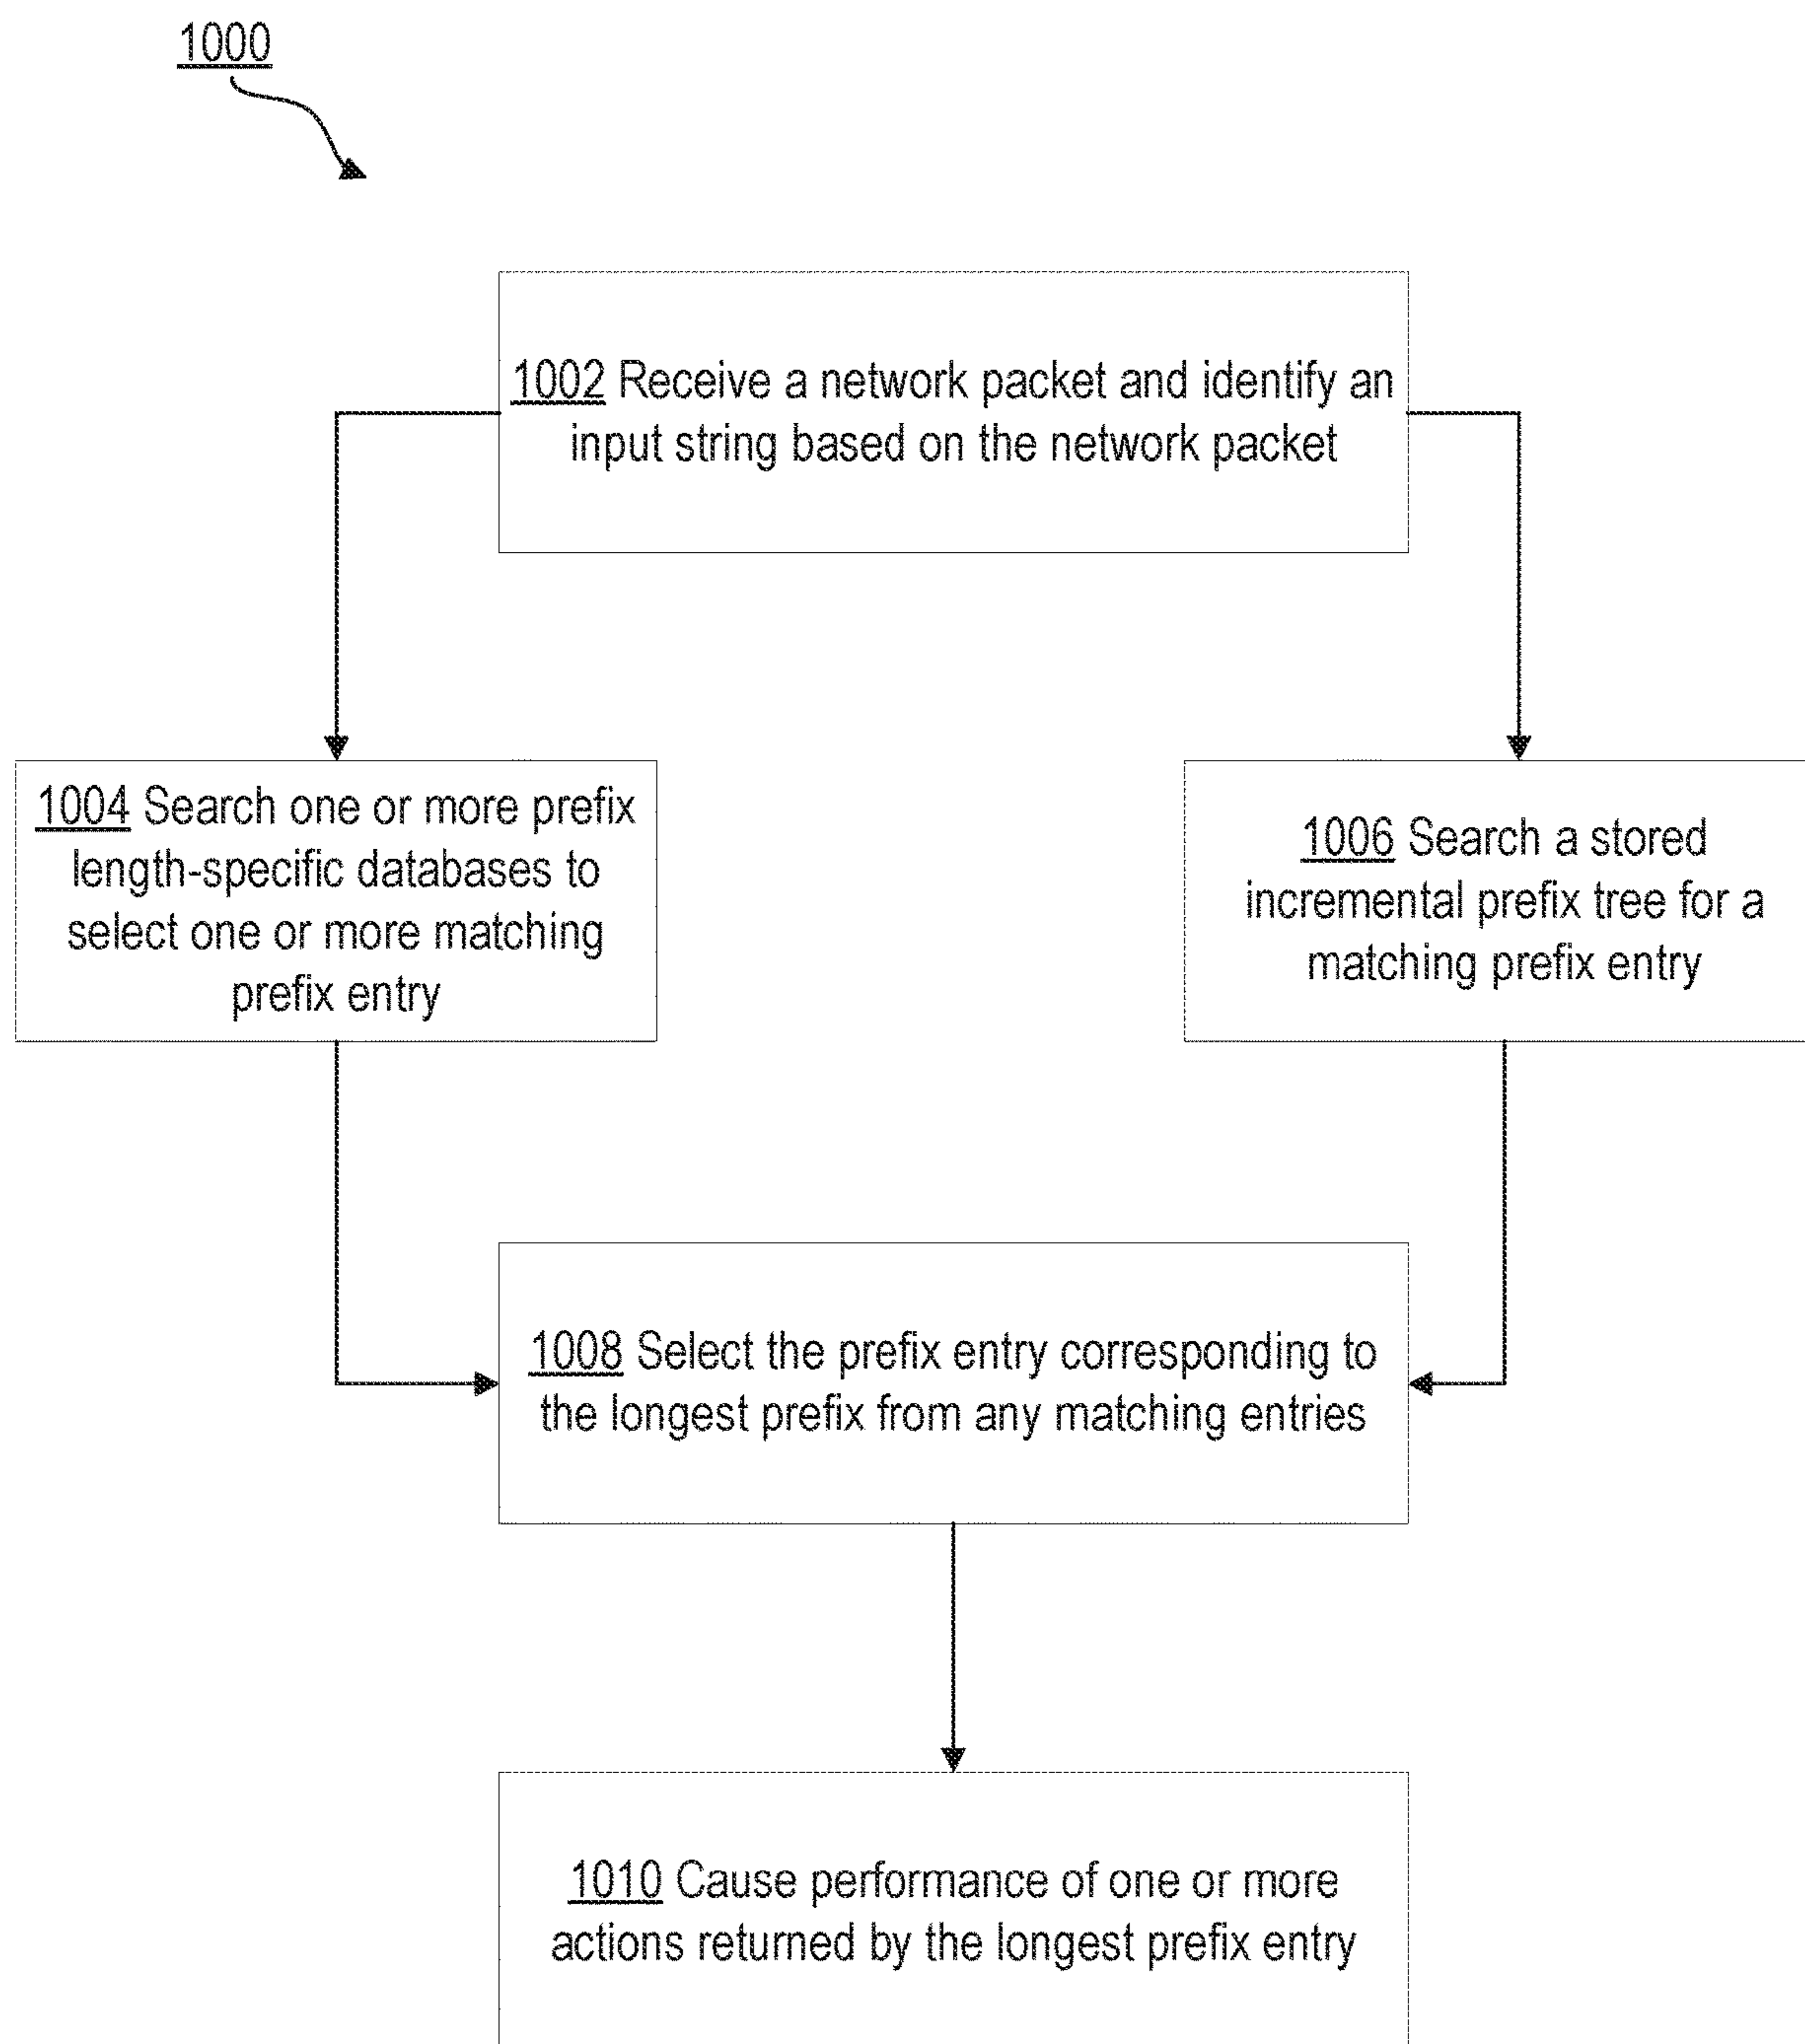 1000
1002 Receive a network packet and identify an
input string based on the network packet
1004 Search one or more prefix
length-specific databases to
select one or more matching
prefix entry
1006 Search a stored
incremental prefix tree for a
matching prefix entry
1008 Select the prefix entry corresponding to
the longest prefix from any matching entries
1010 Cause performance of one or more
actions returned by the longest prefix entry